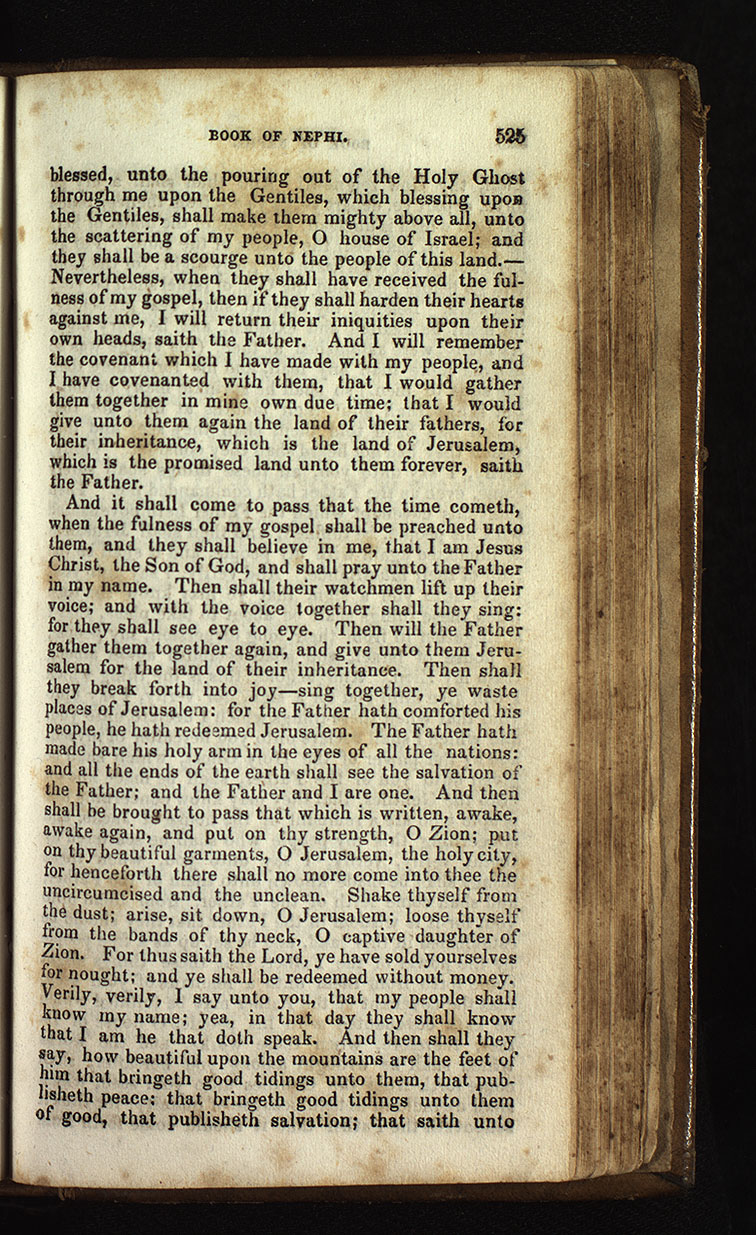 BOOK OF NEPHI. 525
blessed, unto the pouring out of the Holy Ghost
through me upon the Gentiles, which blessing upon
the Gentiles, shall make them mighty above all, unto
the scattering of my people, O house of Israel; and
they shall be a scourge unto the people of this land.—
Nevertheless, when they shall have received the ful-
ness of my gospel, then if they shall harden their hearts
against me, I will return their iniquities upon their
own heads, saith the Father. And I will remember
the covenant which I have made with my people, and
I have covenanted with them, that I would gather
them together in mine own due time; that I would
give unto them again the land of their fathers, for
their inheritance, which is the land of Jerusalem,
which is the promised land unto them forever, saith
the Father.
And it shall come to pass that the time cometh,
when the fulness of my gospel shall be preached unto
them, and they shall believe in me, that I am Jesus
Christ, the Son of God, and shall pray unto the Father
in my name. Then shall their watchmen lift up their
voice; and with the voice together shall they sing:
for they shall see eye to eye. Then will the Father
gather them together again, and give unto them Jeru-
salem for the land of their inheritance. Then shall
they break forth into joy—sing together, ye waste
places of Jerusalem: for the Father hath comforted his
people, he hath redeemed Jerusalem. The Father hath
made bare his holy arm in the eyes of all the nations:
and all the ends of the earth shall see the salvation of
the Father; and the Father and I are one. And then
shall be brought to pass that which is written, awake,
awake again, and put on thy strength, O Zion; put
on thy beautiful garments, O Jerusalem, the holy city,
for henceforth there shall no more come into thee the
uncircumcised and the unclean. Shake thyself from
the dust; arise, sit down, O Jerusalem; loose thyself
from the bands of thy neck, O captive daughter of
Zion. For thus saith the Lord, ye have sold yourselves
for nought; and ye shall be redeemed without money.
Verily, verily, I say unto you, that my people shall
know my name; yea, in that day they shall know
that I am he that doth speak. And then shall they
say, how beautiful upon the mountains are the feet of
him that bringeth good tidings unto them, that pub-
lisheth peace: that bringeth good tidings unto them
of good, that publisheth salvation; that saith unto